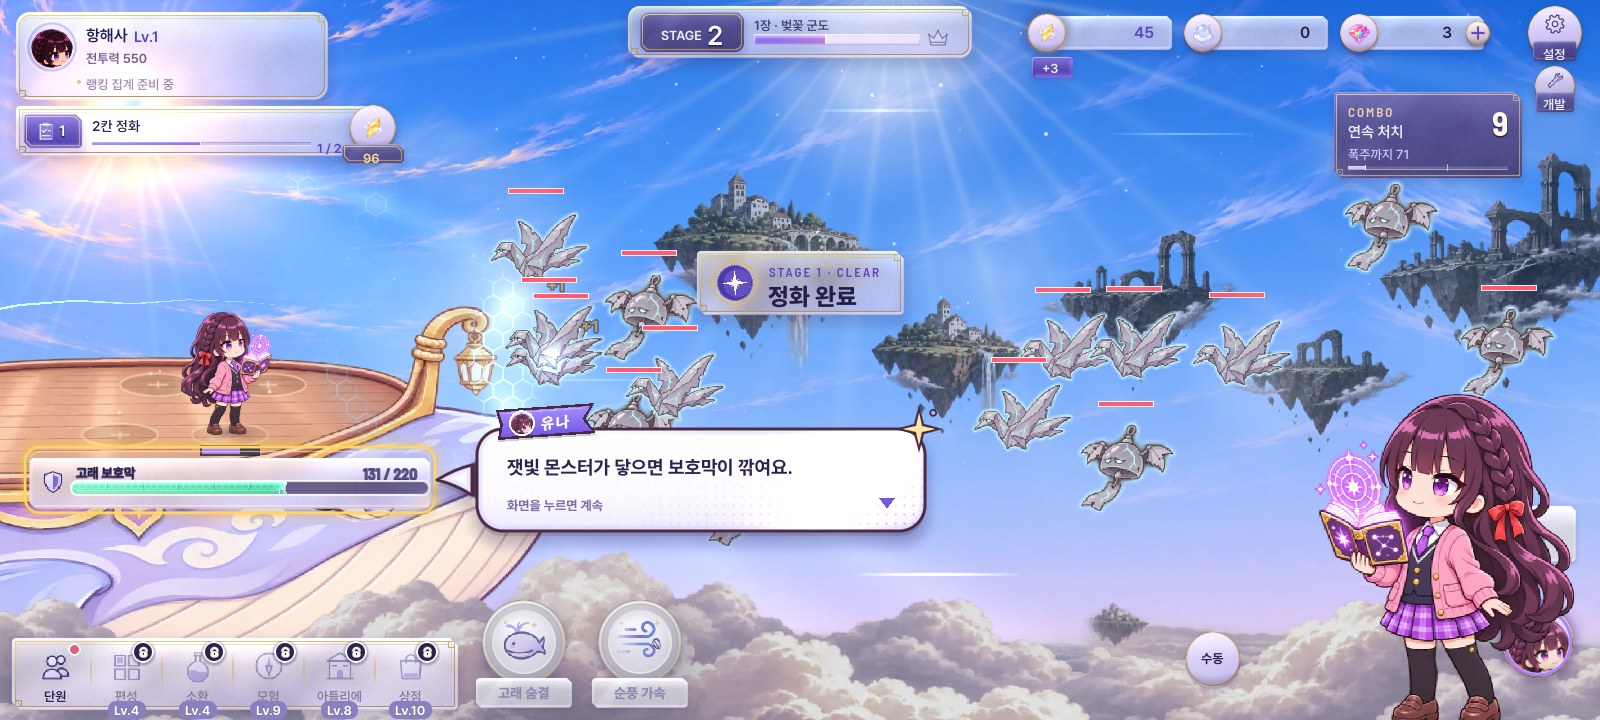 항해사 Lv.1
전투력 550
랭킹 집계 준비 중
1
2칸 정화
1 / 2
96
STAGE 2
1장 · 벚꽃 군도
45
+3
0
3
설정
개발
COMBO
연속 처치
9
폭주까지 71
+1
+1
STAGE 1 · CLEAR
정화 완료
고래 보호막
131 / 220
유나
잿빛 몬스터가 닿으면 보호막이 깎여요.
화면을 누르면 계속
단원
편성
Lv.4
소환
Lv.4
모험
Lv.9
아틀리에
Lv.8
상점
Lv.10
고래 숨결
순풍 가속
수동